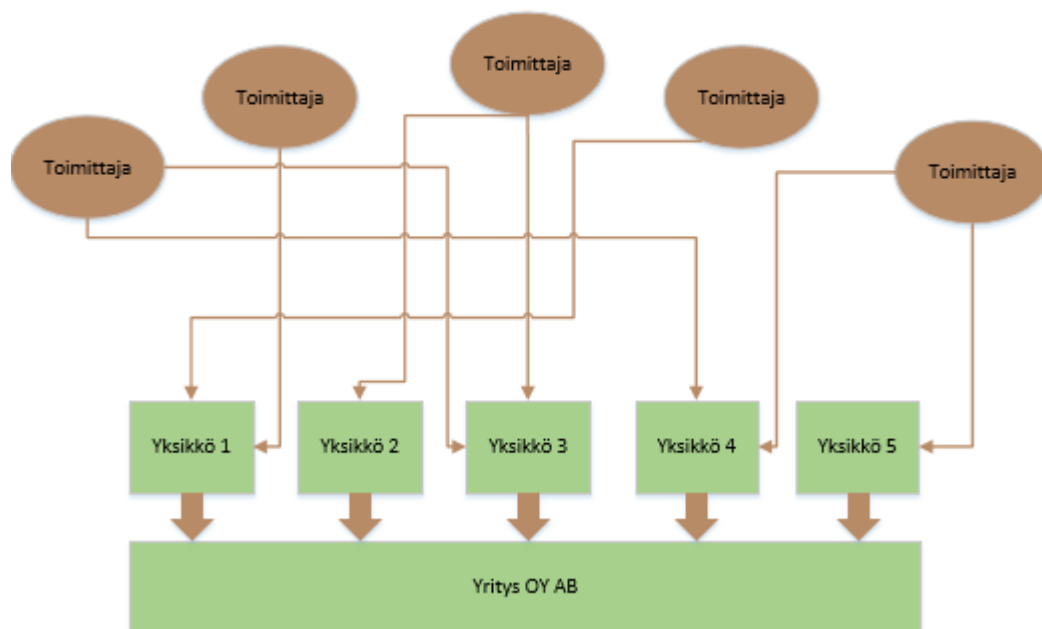 Toimittaja
Toimittaja
Toimittaja
Toimittaja
Toimittaja
Yksikkö 1
Yksikkö 2
Yksikkö 3
Yksikkö 4
Yksikkö 5
Yritys OY AB